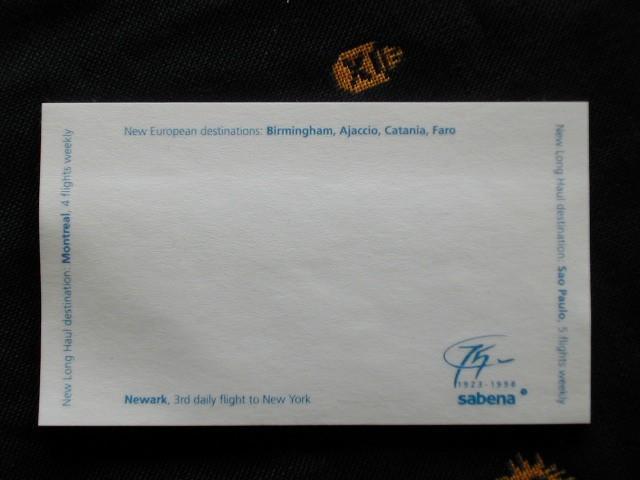 New European destinations: Birmingham, Ajaccio, Catania, Faro
New Long Haul destination: Montreal, 4 flights weekly
New Long Haul destination: Sao Paulo, 5 flights weekly
75
1923-1998
sabena
Newark, 3rd daily flight to New York